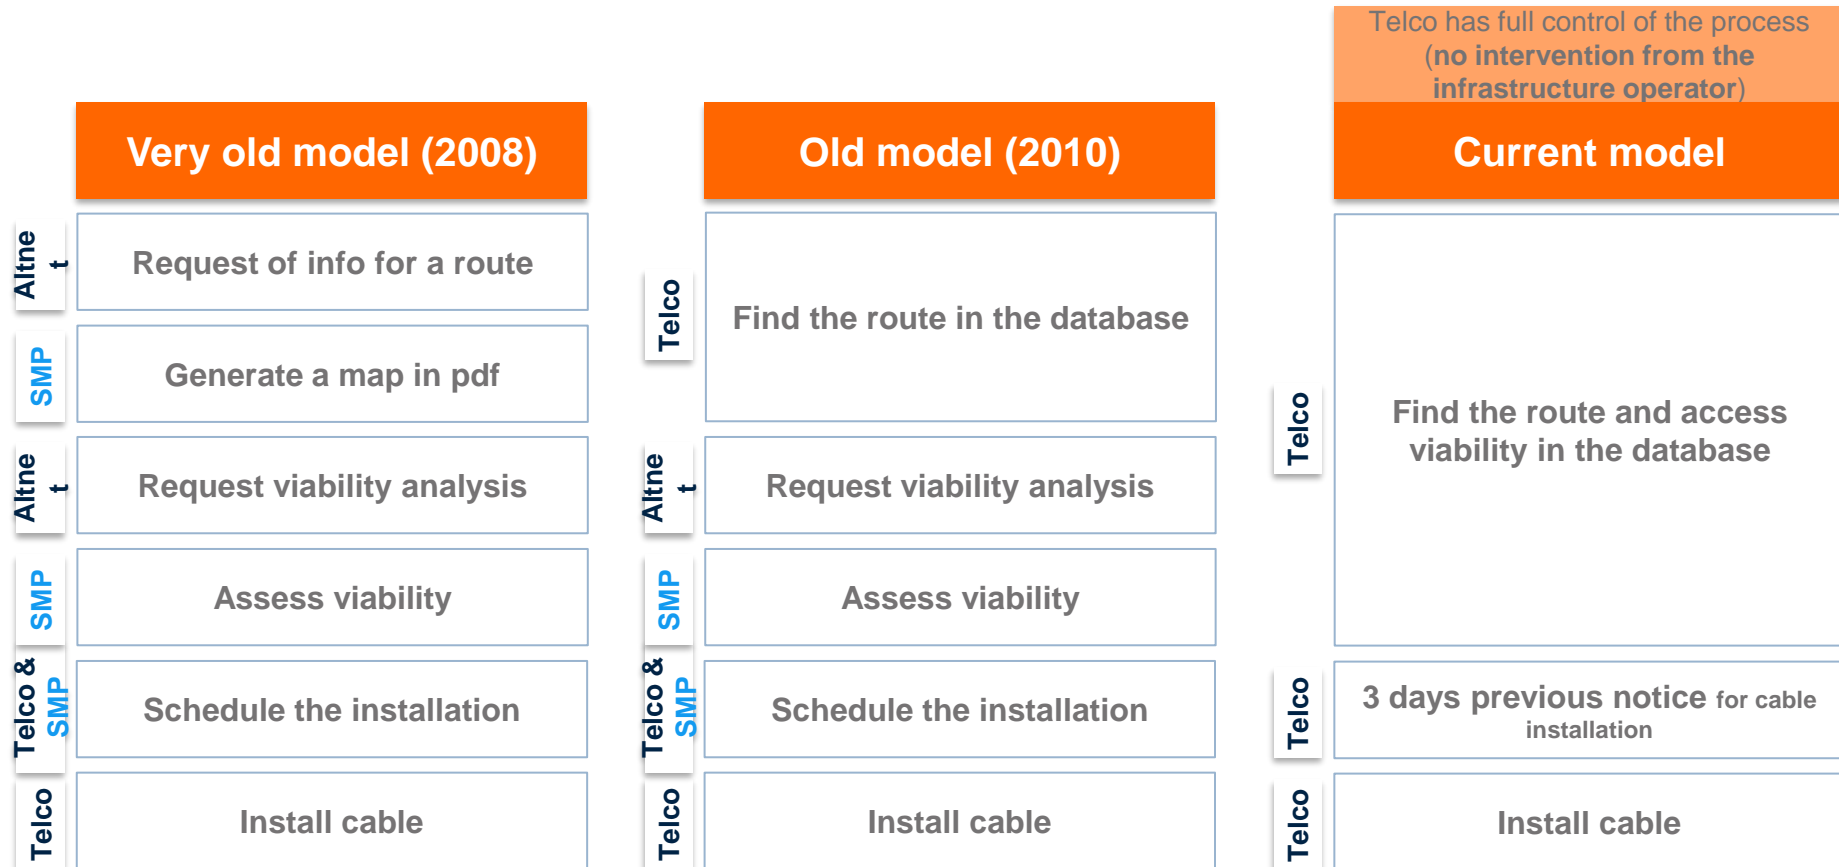 Telco has full control of the process
(no intervention from the
infrastructure operator)
Very old model (2008)
Altne
t
Request of info for a route
SMP
Generate a map in pdf
Altne
t
Request viability analysis
SMP
Assess viability
Telco &
SMP
Schedule the installation
Telco
Install cable
Old model (2010)
Telco
Find the route in the database
Altne
t
Request viability analysis
SMP
Assess viability
Telco &
SMP
Schedule the installation
Telco
Install cable
Current model
Telco
Find the route and access
viability in the database
Telco
3 days previous notice for cable
installation
Telco
Install cable